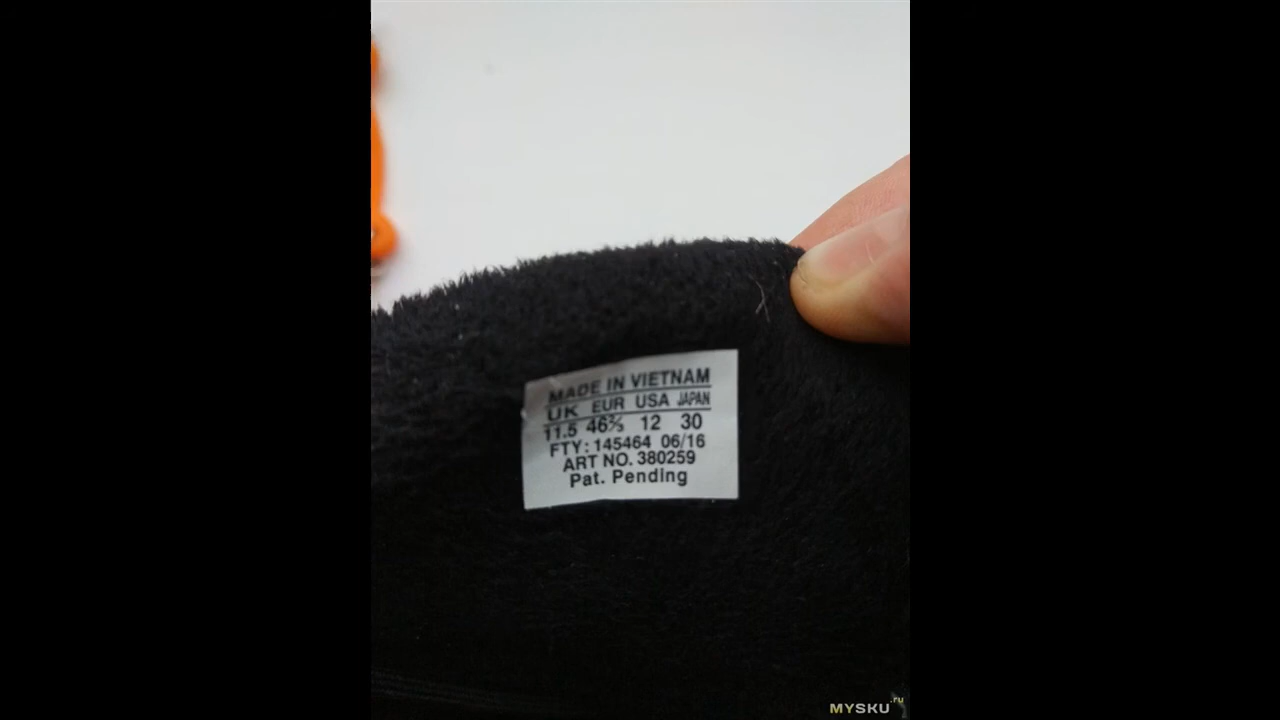 MADE IN VIETNAM
UK EUR USA JAPAN
11.5 46⅔ 12 30
FTY: 145464 06/16
ART NO. 380259
Pat. Pending
MYSKU.ru